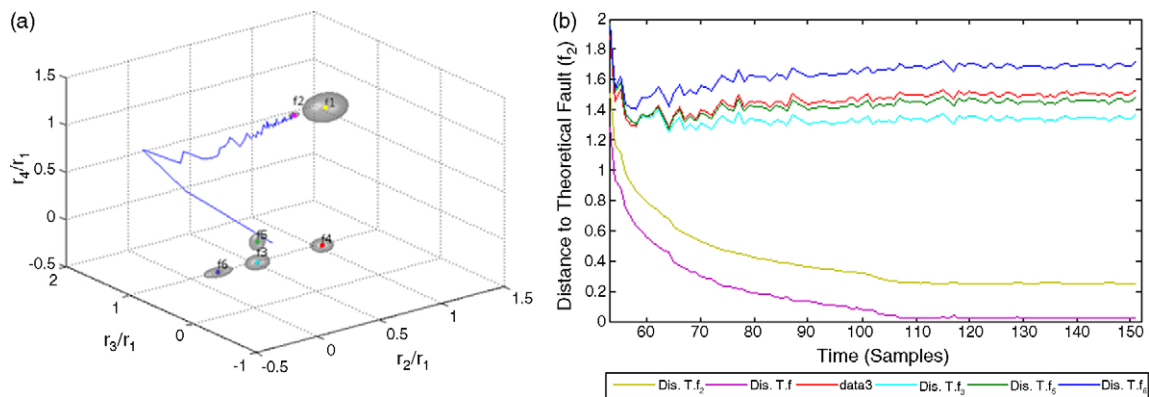 (a)
1.5
1
0.5
0
-0.5
r4/r1
2
1
0
-1
r3/r1
-0.5
0
0.5
1
1.5
r2/r1
f2
f1
f5
f4
f3
f6
(b)
Distance to Theoretical Fault (f2)
2
1.8
1.6
1.4
1.2
1
0.8
0.6
0.4
0.2
0
60 70 80 90 100 110 120 130 140 150
Time (Samples)
Dis. T.f2 Dis. T.f data3 Dis. T.f3 Dis. T.f5 Dis. T.f6